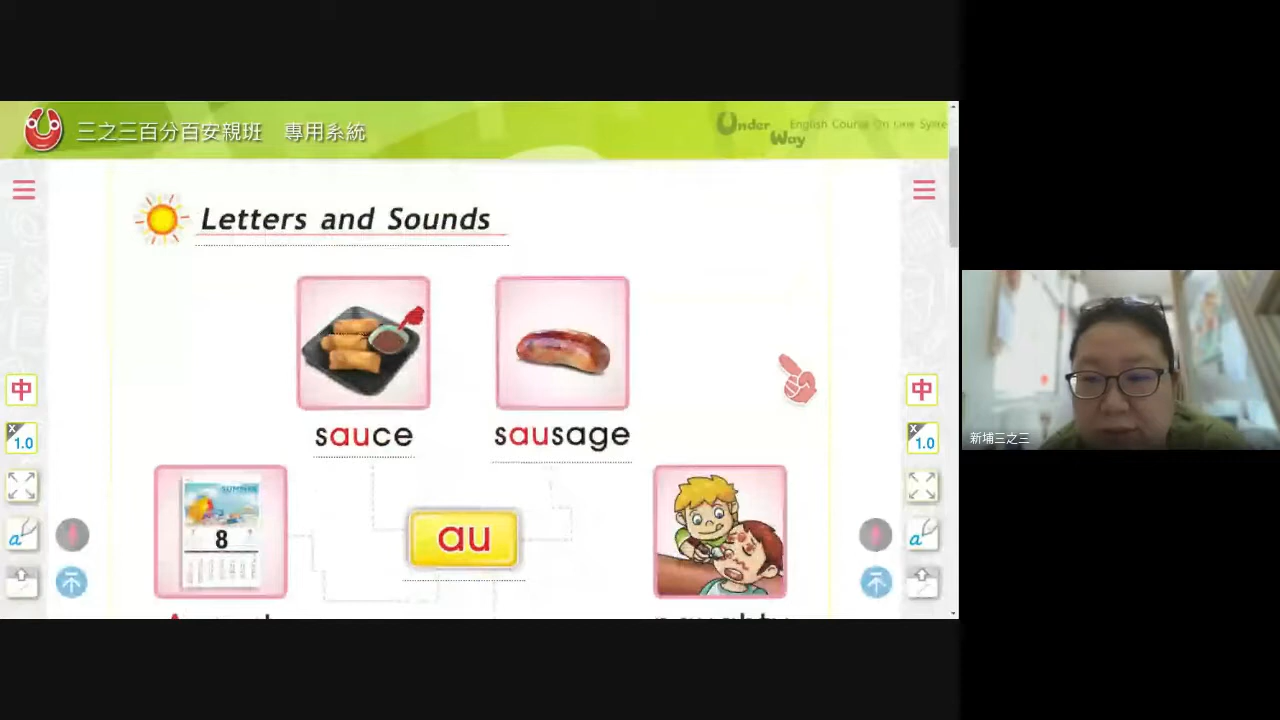 三之三百分百安親班 專用系統
Under Way
English Course On Line System
Letters and Sounds
sauce
sausage
SUMMER
8
au
中
中
x 1.0
x 1.0
a
a
新埔三之三